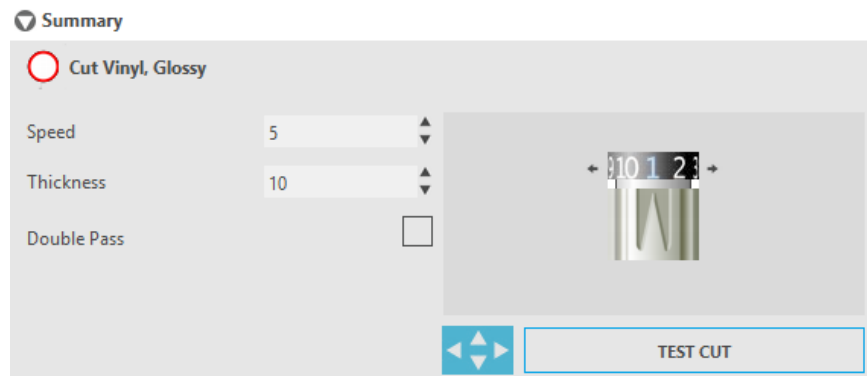 Summary
Cut Vinyl, Glossy
Speed 5
Thickness 10
Double Pass
10 1 2
TEST CUT